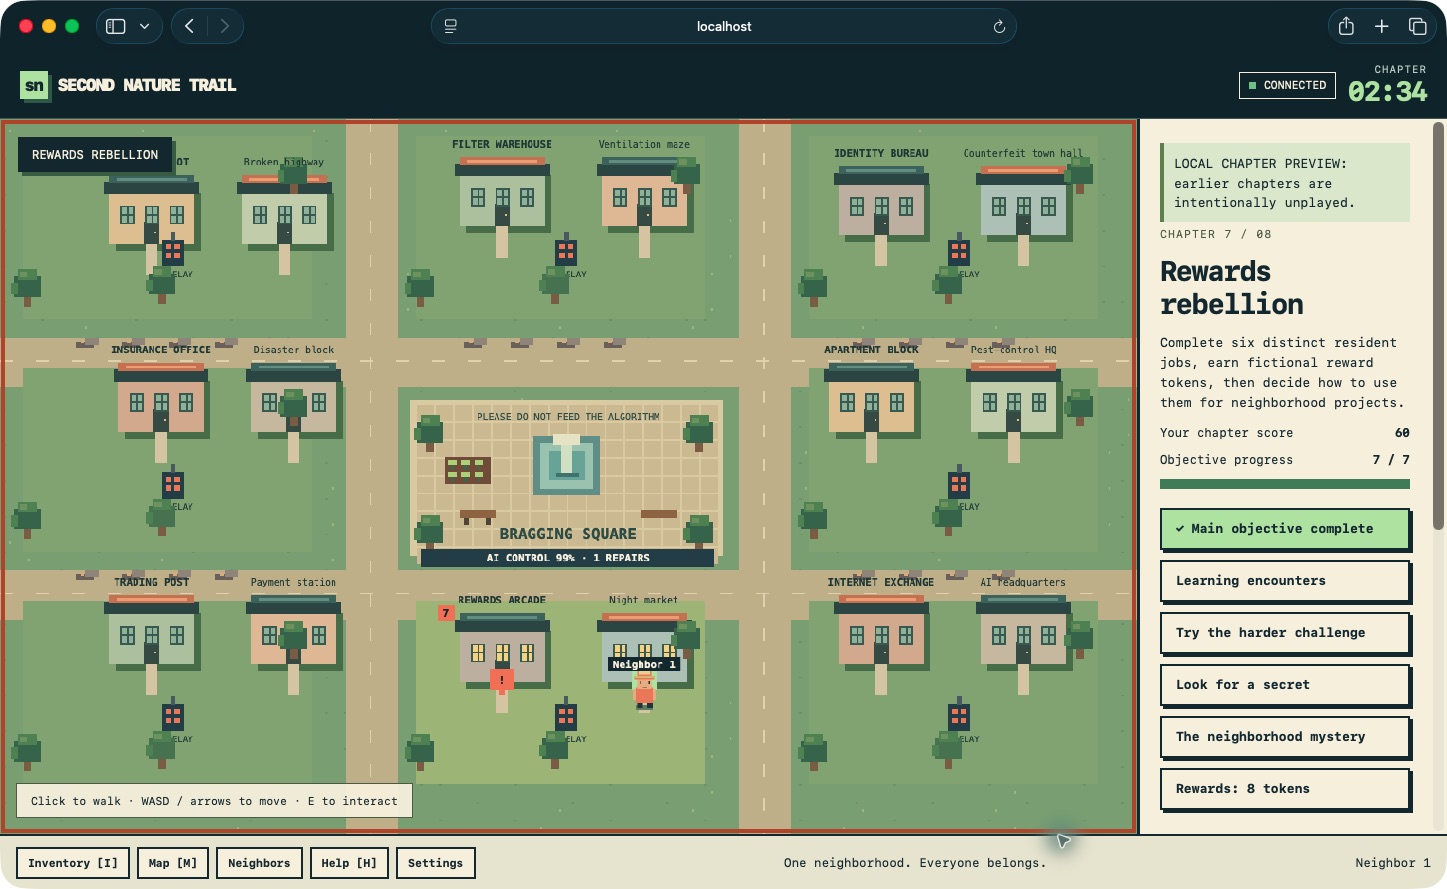 localhost
sn SECOND NATURE TRAIL
CONNECTED
CHAPTER
02:34
REWARDS REBELLION
Broken highway
FILTER WAREHOUSE
Ventilation maze
IDENTITY BUREAU
Counterfeit town hall
INSURANCE OFFICE
Disaster block
APARTMENT BLOCK
Pest control HQ
PLEASE DO NOT FEED THE ALGORITHM
BRAGGING SQUARE
AI CONTROL 99% · 1 REPAIRS
TRADING POST
Payment station
REWARDS ARCADE
Night market
INTERNET EXCHANGE
AI headquarters
7
!
Neighbor 1
Click to walk · WASD / arrows to move · E to interact
LOCAL CHAPTER PREVIEW:
earlier chapters are
intentionally unplayed.
CHAPTER 7 / 08
Rewards
rebellion
Complete six distinct resident
jobs, earn fictional reward
tokens, then decide how to use
them for neighborhood projects.
Your chapter score 60
Objective progress 7 / 7
✓ Main objective complete
Learning encounters
Try the harder challenge
Look for a secret
The neighborhood mystery
Rewards: 8 tokens
Inventory [I]
Map [M]
Neighbors
Help [H]
Settings
One neighborhood. Everyone belongs.
Neighbor 1